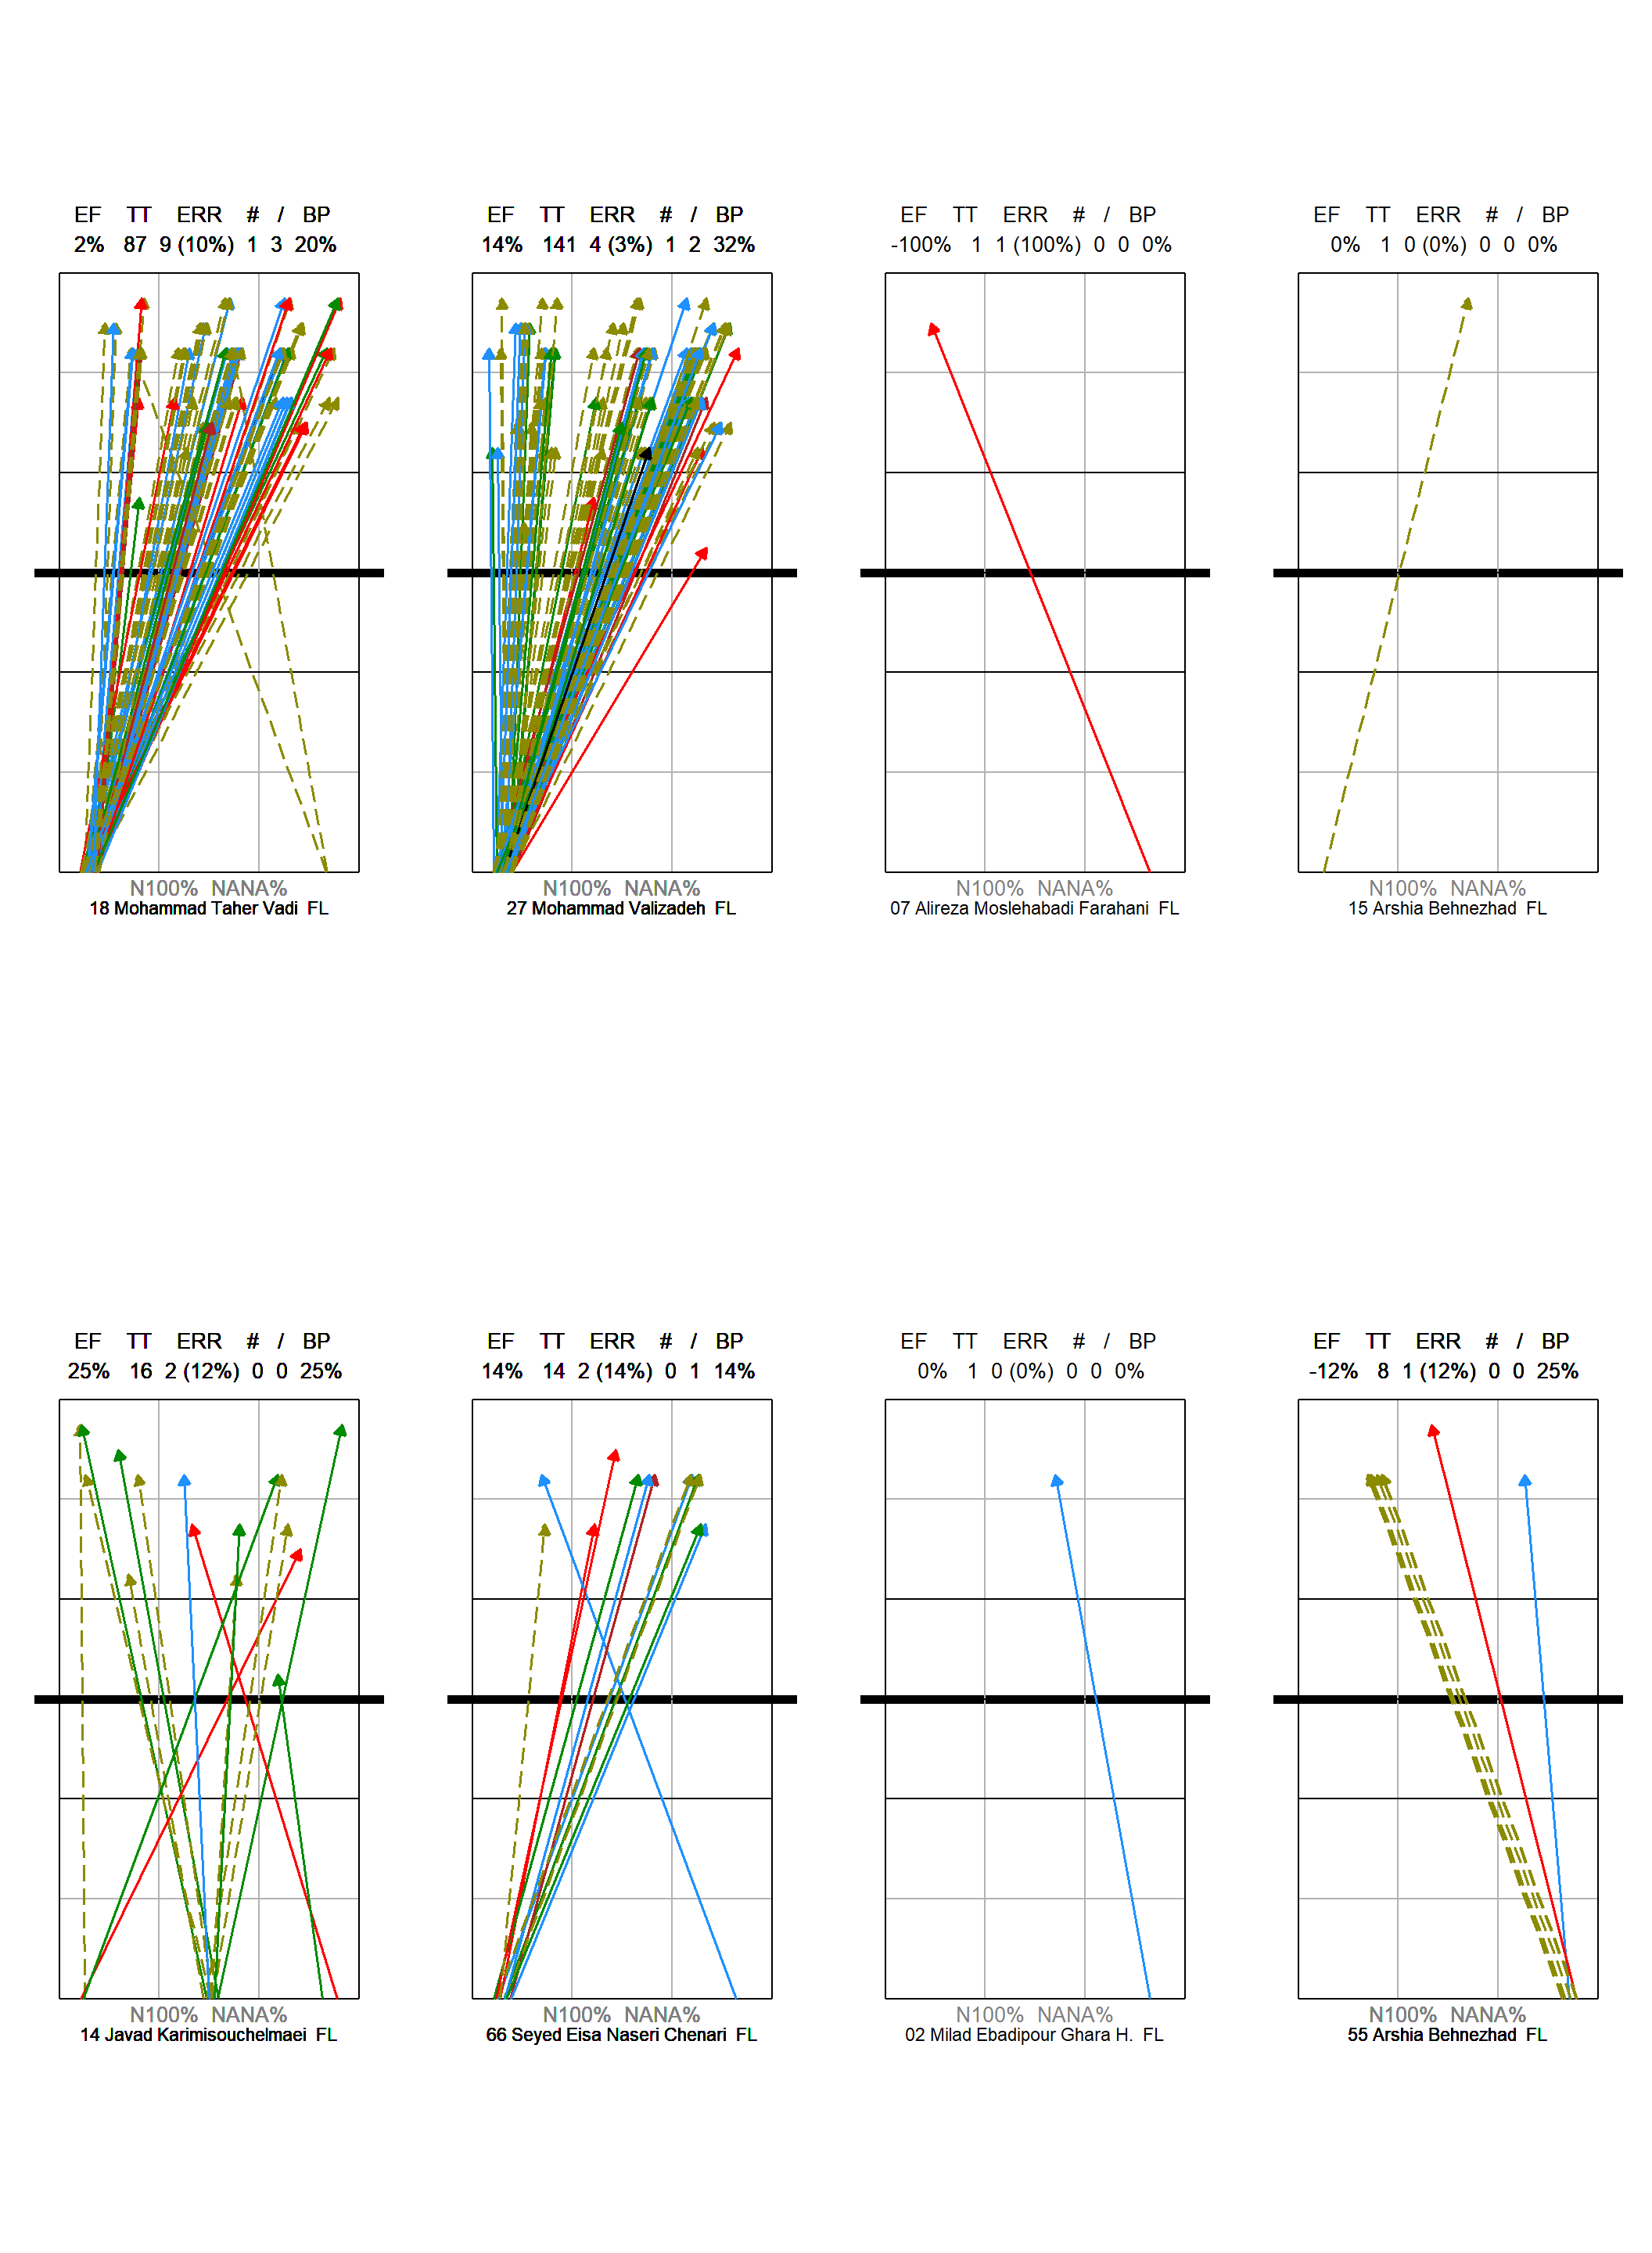 EF TT ERR # / BP
2% 87 9 (10%) 1 3 20%
N100% NANA%
18 Mohammad Taher Vadi FL
EF TT ERR # / BP
14% 141 4 (3%) 1 2 32%
N100% NANA%
27 Mohammad Valizadeh FL
EF TT ERR # / BP
-100% 1 1 (100%) 0 0 0%
N100% NANA%
07 Alireza Moslehabadi Farahani FL
EF TT ERR # / BP
0% 1 0 (0%) 0 0 0%
N100% NANA%
15 Arshia Behnezhad FL
EF TT ERR # / BP
25% 16 2 (12%) 0 0 25%
N100% NANA%
14 Javad Karimisouchelmaei FL
EF TT ERR # / BP
14% 14 2 (14%) 0 1 14%
N100% NANA%
66 Seyed Eisa Naseri Chenari FL
EF TT ERR # / BP
0% 1 0 (0%) 0 0 0%
N100% NANA%
02 Milad Ebadipour Ghara H. FL
EF TT ERR # / BP
-12% 8 1 (12%) 0 0 25%
N100% NANA%
55 Arshia Behnezhad FL